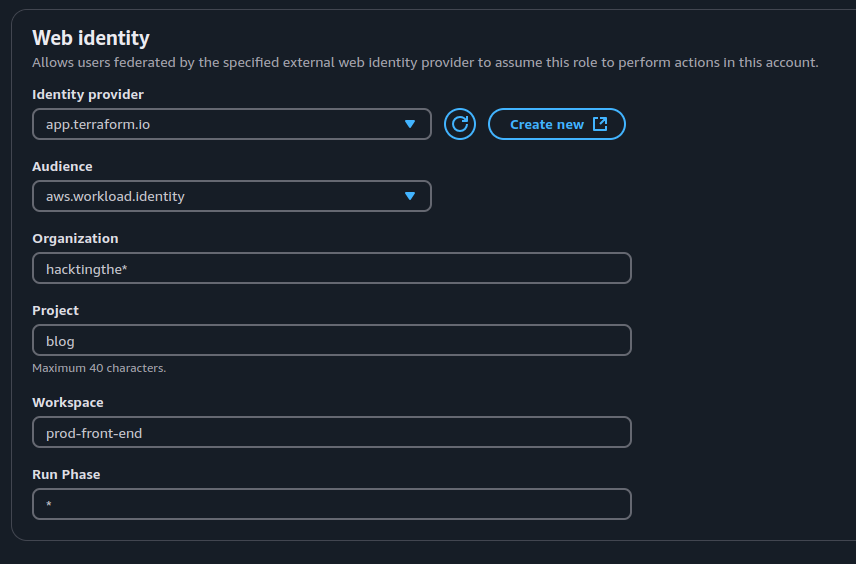 Web identity
Allows users federated by the specified external web identity provider to assume this role to perform actions in this account.
Identity provider
app.terraform.io
Create new
Audience
aws.workload.identity
Organization
hacktingthe*
Project
blog
Maximum 40 characters.
Workspace
prod-front-end
Run Phase
*